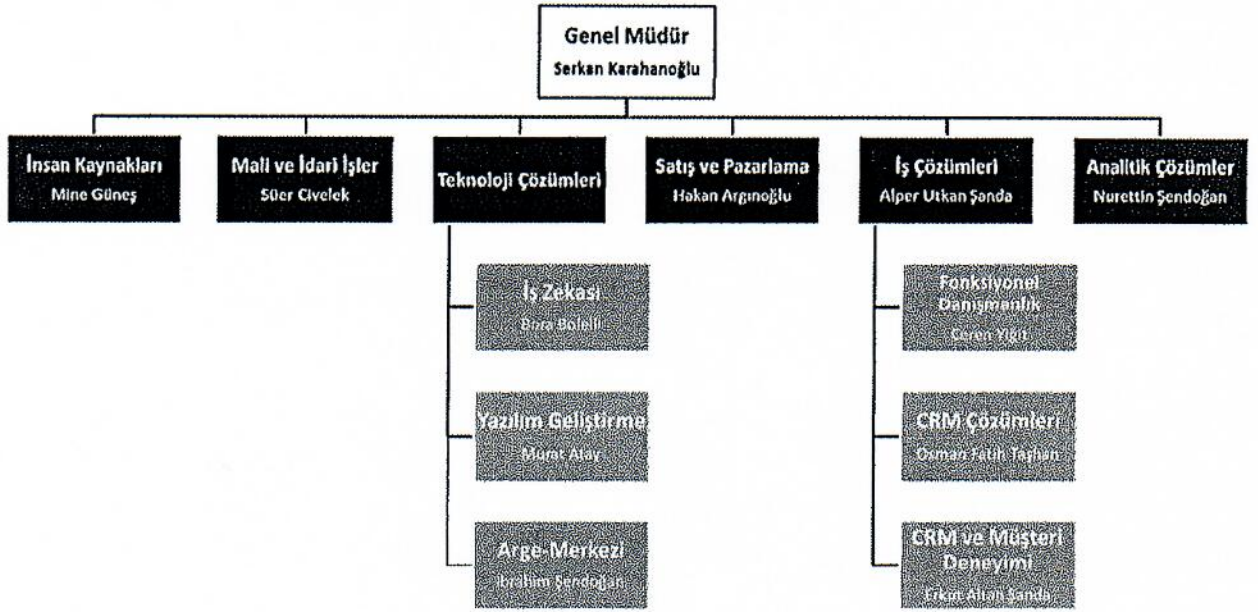 Genel Müdür
Serkan Karahanoğlu
İnsan Kaynakları
Mine Güneş
Mali ve İdari İşler
Süer Civelek
Teknoloji Çözümleri
Satış ve Pazarlama
Hakan Argınoğlu
İş Çözümleri
Alper Utkan Şanda
Analitik Çözümler
Nurettin Şendoğan
İş Zekası
Bora Bolelli
Yazılım Geliştirme
Murat Alay
Arge-Merkezi
İbrahim Şendoğan
Fonksiyonel
Danışmanlık
Ceren Yiğit
CRM Çözümleri
Osman Fatih Taşhan
CRM ve Müşteri
Deneyimi
Altan Şanda